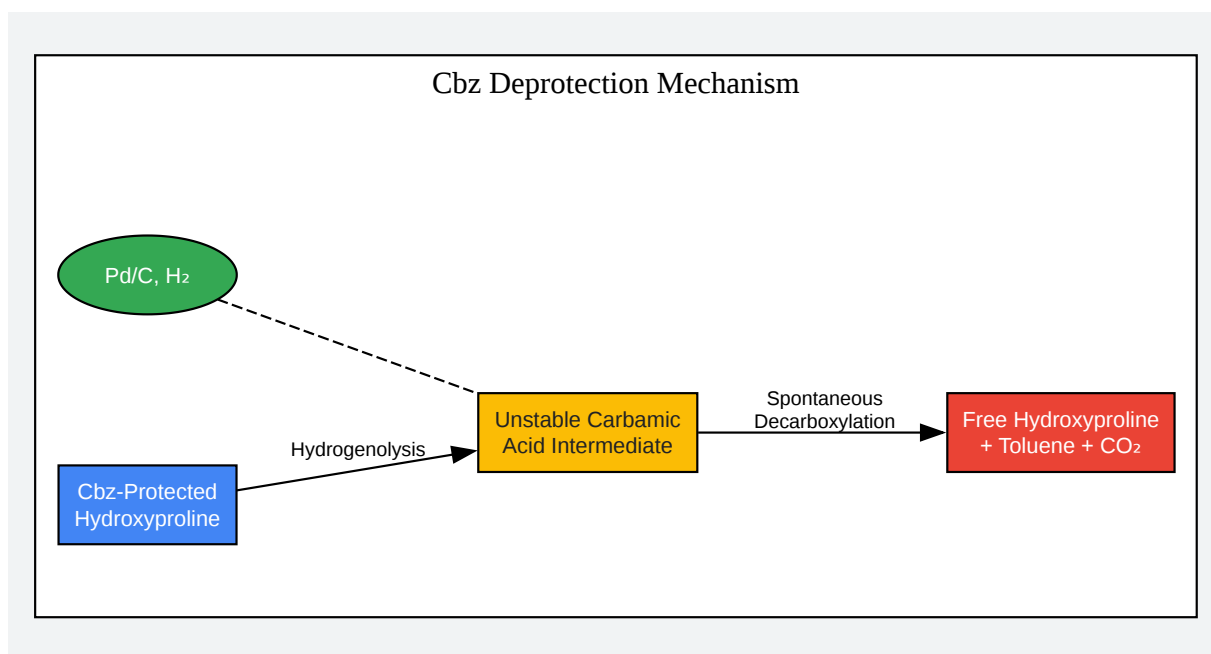 Cbz Deprotection Mechanism
Pd/C, H₂
Cbz-Protected
Hydroxyproline
Hydrogenolysis
Unstable Carbamic
Acid Intermediate
Spontaneous
Decarboxylation
Free Hydroxyproline
+ Toluene + CO₂